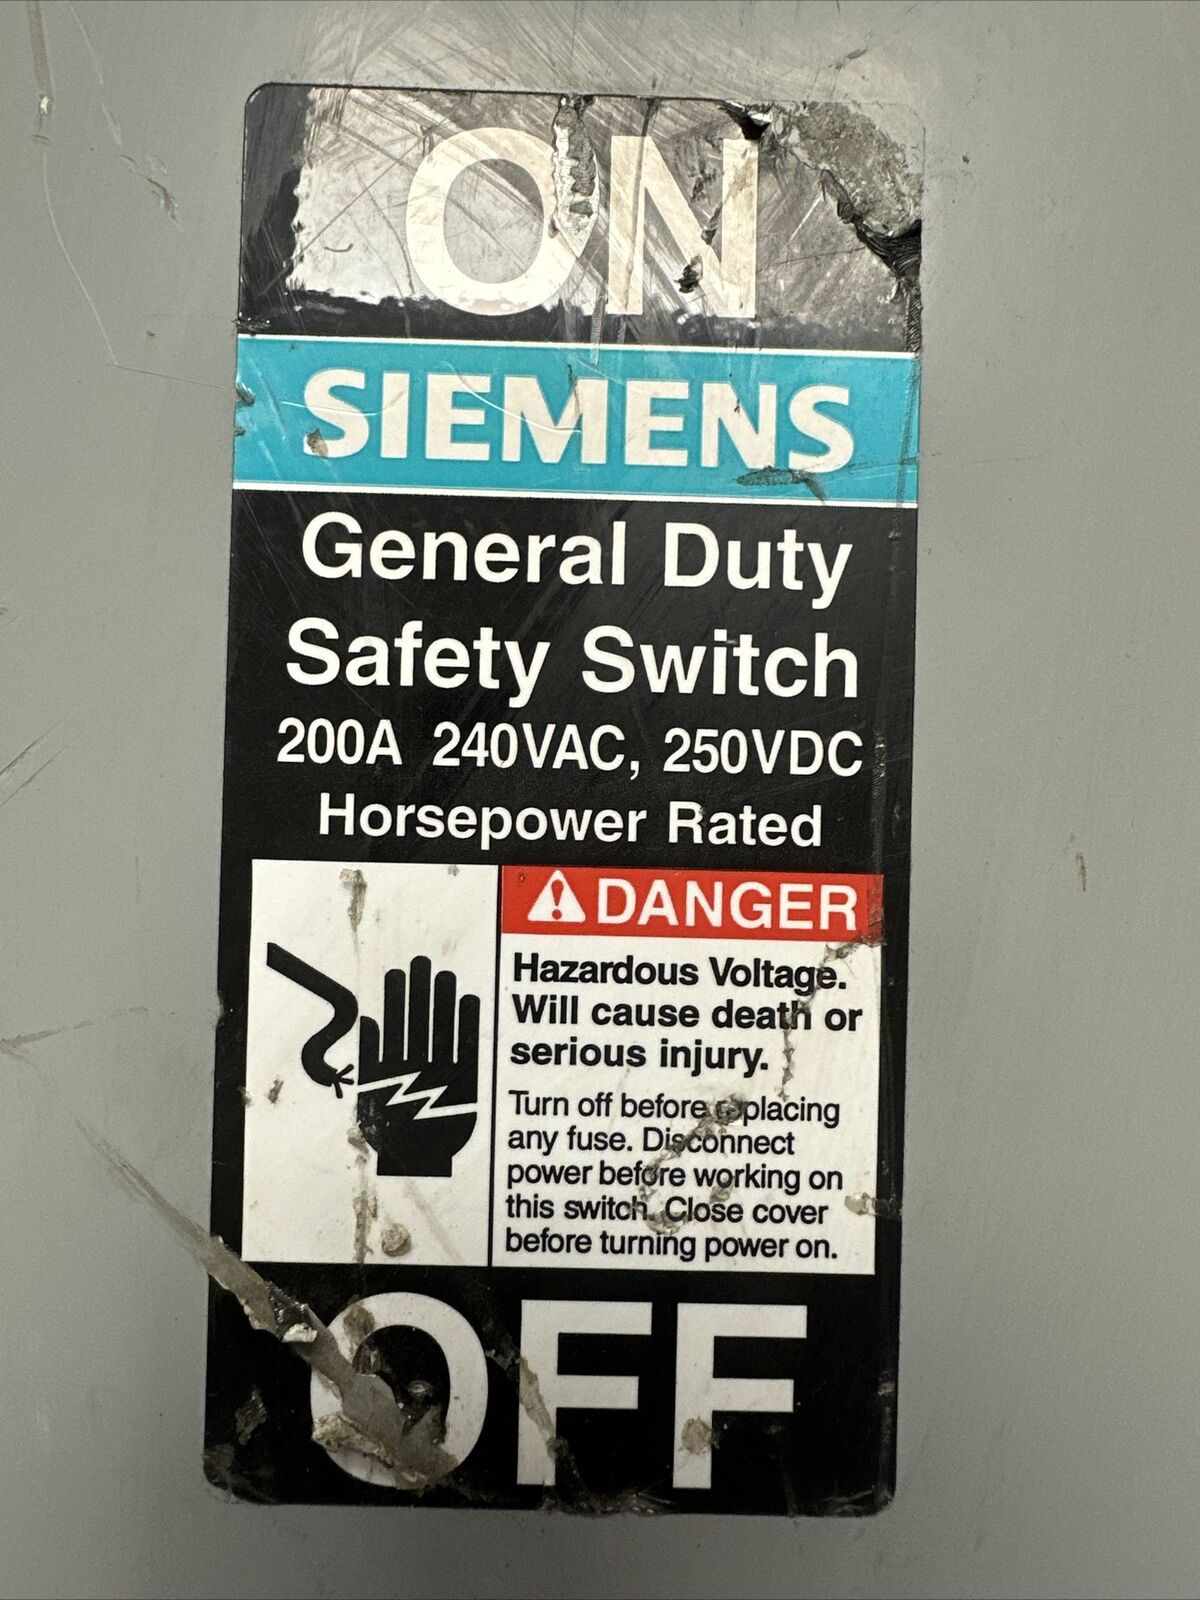 ON
SIEMENS
General Duty
Safety Switch
200A 240VAC, 250VDC
Horsepower Rated
DANGER
Hazardous Voltage.
Will cause death or
serious injury.
Turn off before replacing
any fuse. Disconnect
power before working on
this switch. Close cover
before turning power on.
OFF